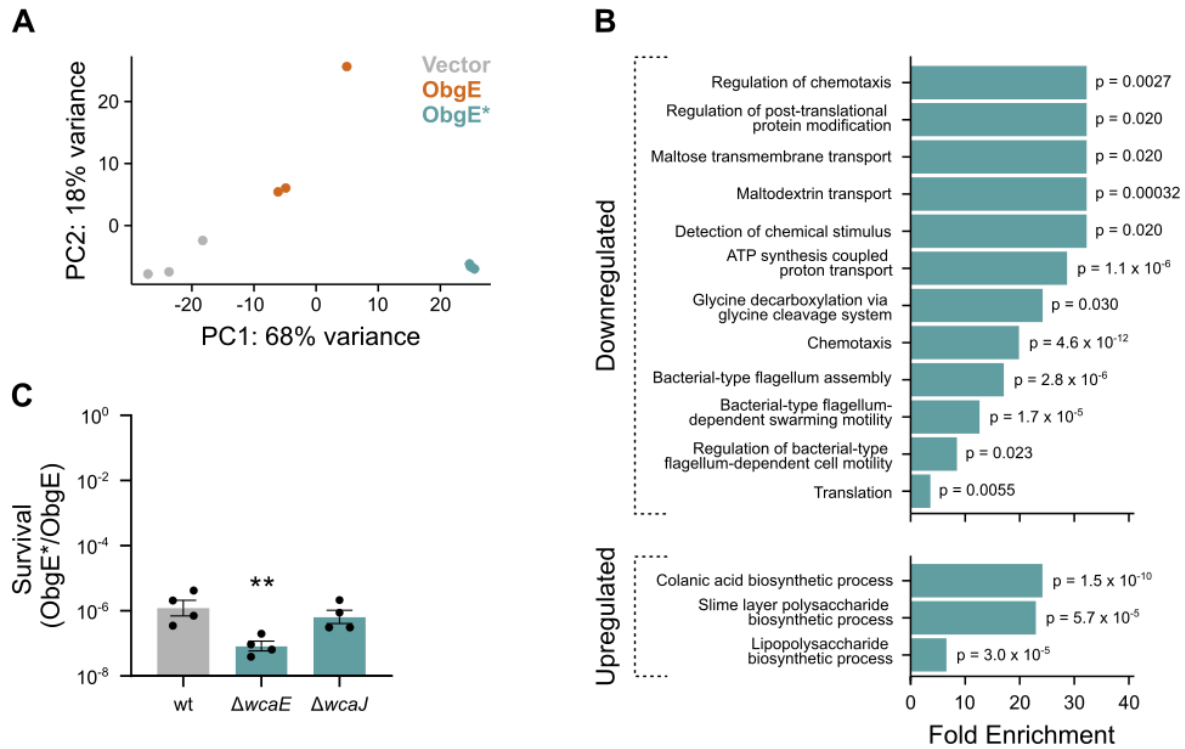 A
Vector
ObgE
ObgE*
20
10
0
PC2: 18% variance
-20
-10
0
10
20
PC1: 68% variance
B
Downregulated
Regulation of chemotaxis
p = 0.0027
Regulation of post-translational
protein modification
p = 0.020
Maltose transmembrane transport
p = 0.020
Maltodextrin transport
p = 0.00032
Detection of chemical stimulus
p = 0.020
ATP synthesis coupled
proton transport
p = 1.1 x 10⁻⁶
Glycine decarboxylation via
glycine cleavage system
p = 0.030
Chemotaxis
p = 4.6 x 10⁻¹²
Bacterial-type flagellum assembly
p = 2.8 x 10⁻⁶
Bacterial-type flagellum-
dependent swarming motility
p = 1.7 x 10⁻⁵
Regulation of bacterial-type
flagellum-dependent cell motility
p = 0.023
Translation
p = 0.0055
Upregulated
Colanic acid biosynthetic process
p = 1.5 x 10⁻¹⁰
Slime layer polysaccharide
biosynthetic process
p = 5.7 x 10⁻⁵
Lipopolysaccharide
biosynthetic process
p = 3.0 x 10⁻⁵
0
10
20
30
40
Fold Enrichment
C
Survival
(ObgE*/ObgE)
10⁰
10⁻²
10⁻⁴
10⁻⁶
10⁻⁸
**
wt
ΔwcaE
ΔwcaJ